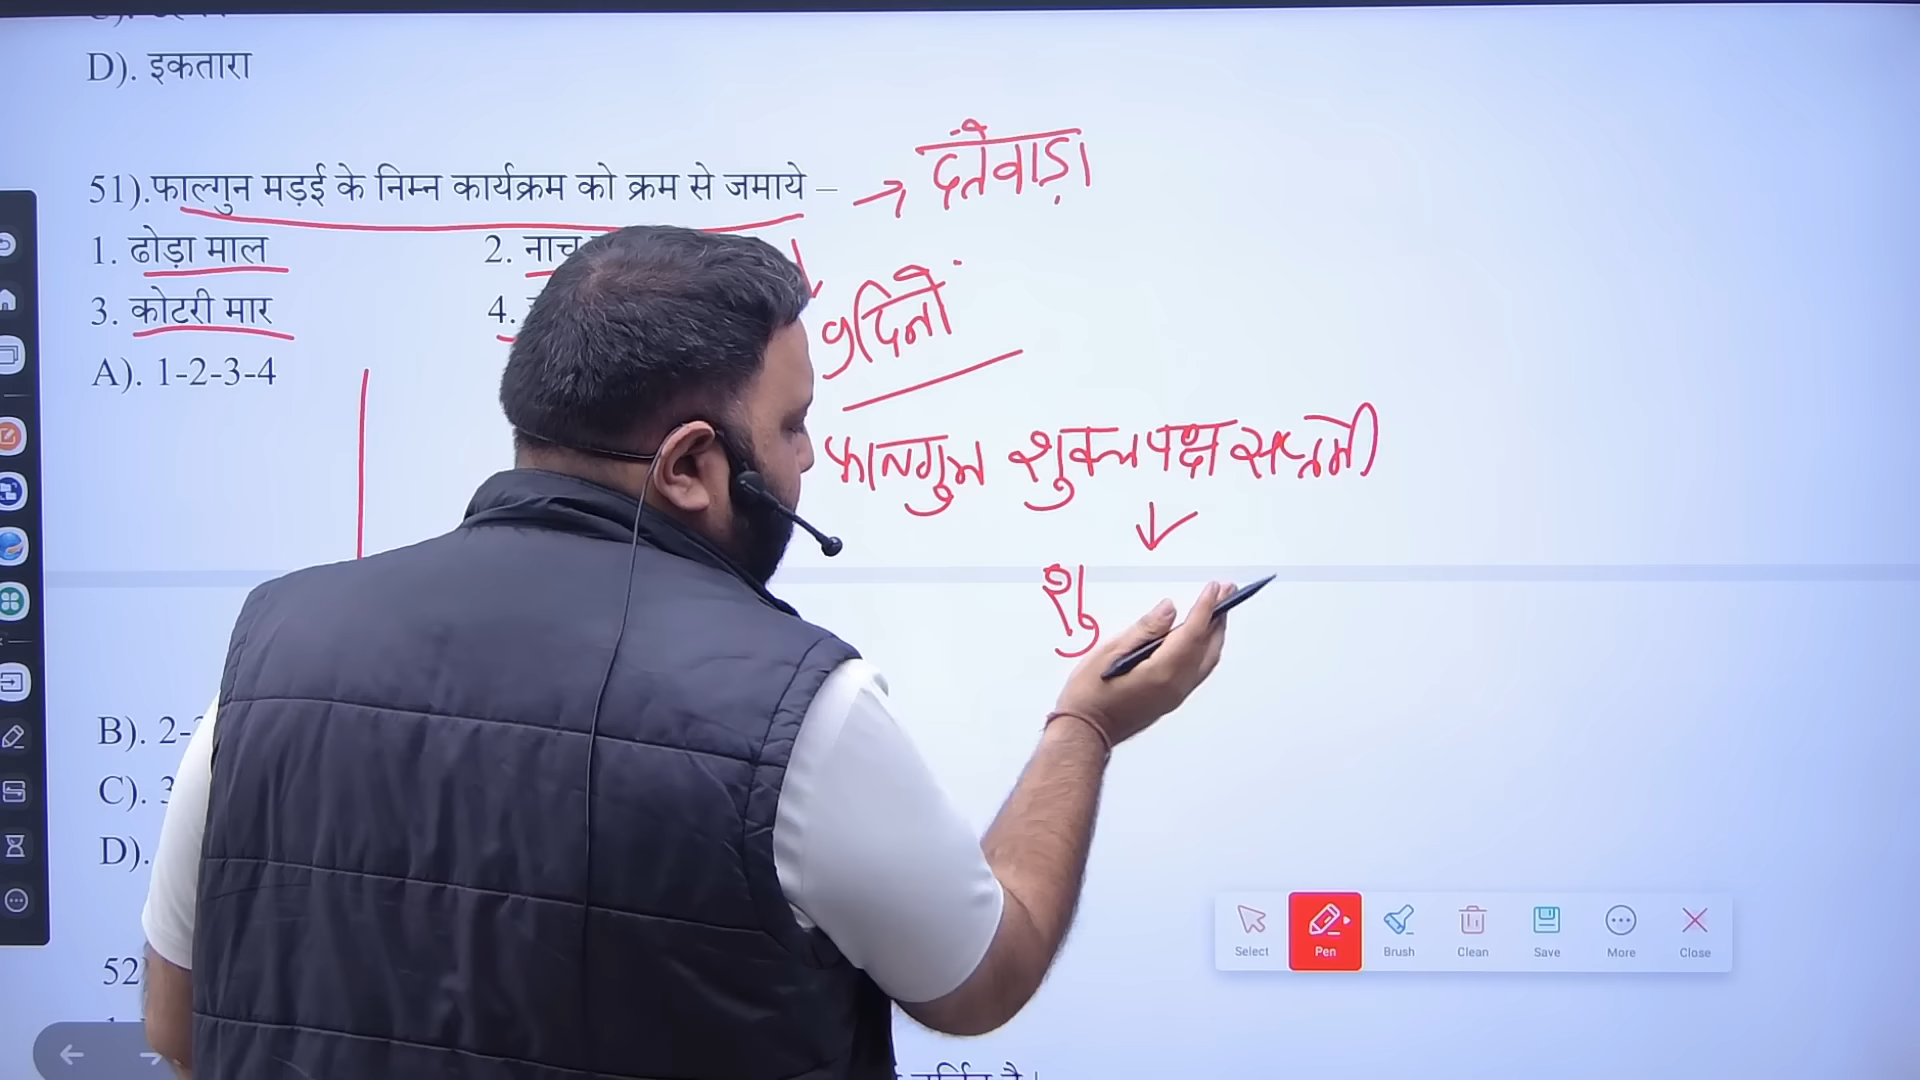 D). इकतारा
51).फाल्गुन मड़ई के निम्न कार्यक्रम को क्रम से जमाये –
→ दंतेवाड़ा
1. ढोड़ा माल
2. नाच
3. कोटरी मार
4.
9 दिनों
A). 1-2-3-4
फाल्गुन शुक्ल पक्ष सप्तमी
शु
B). 2-
C). 3
D).
52
Select
Pen
Brush
Clean
Save
More
Close